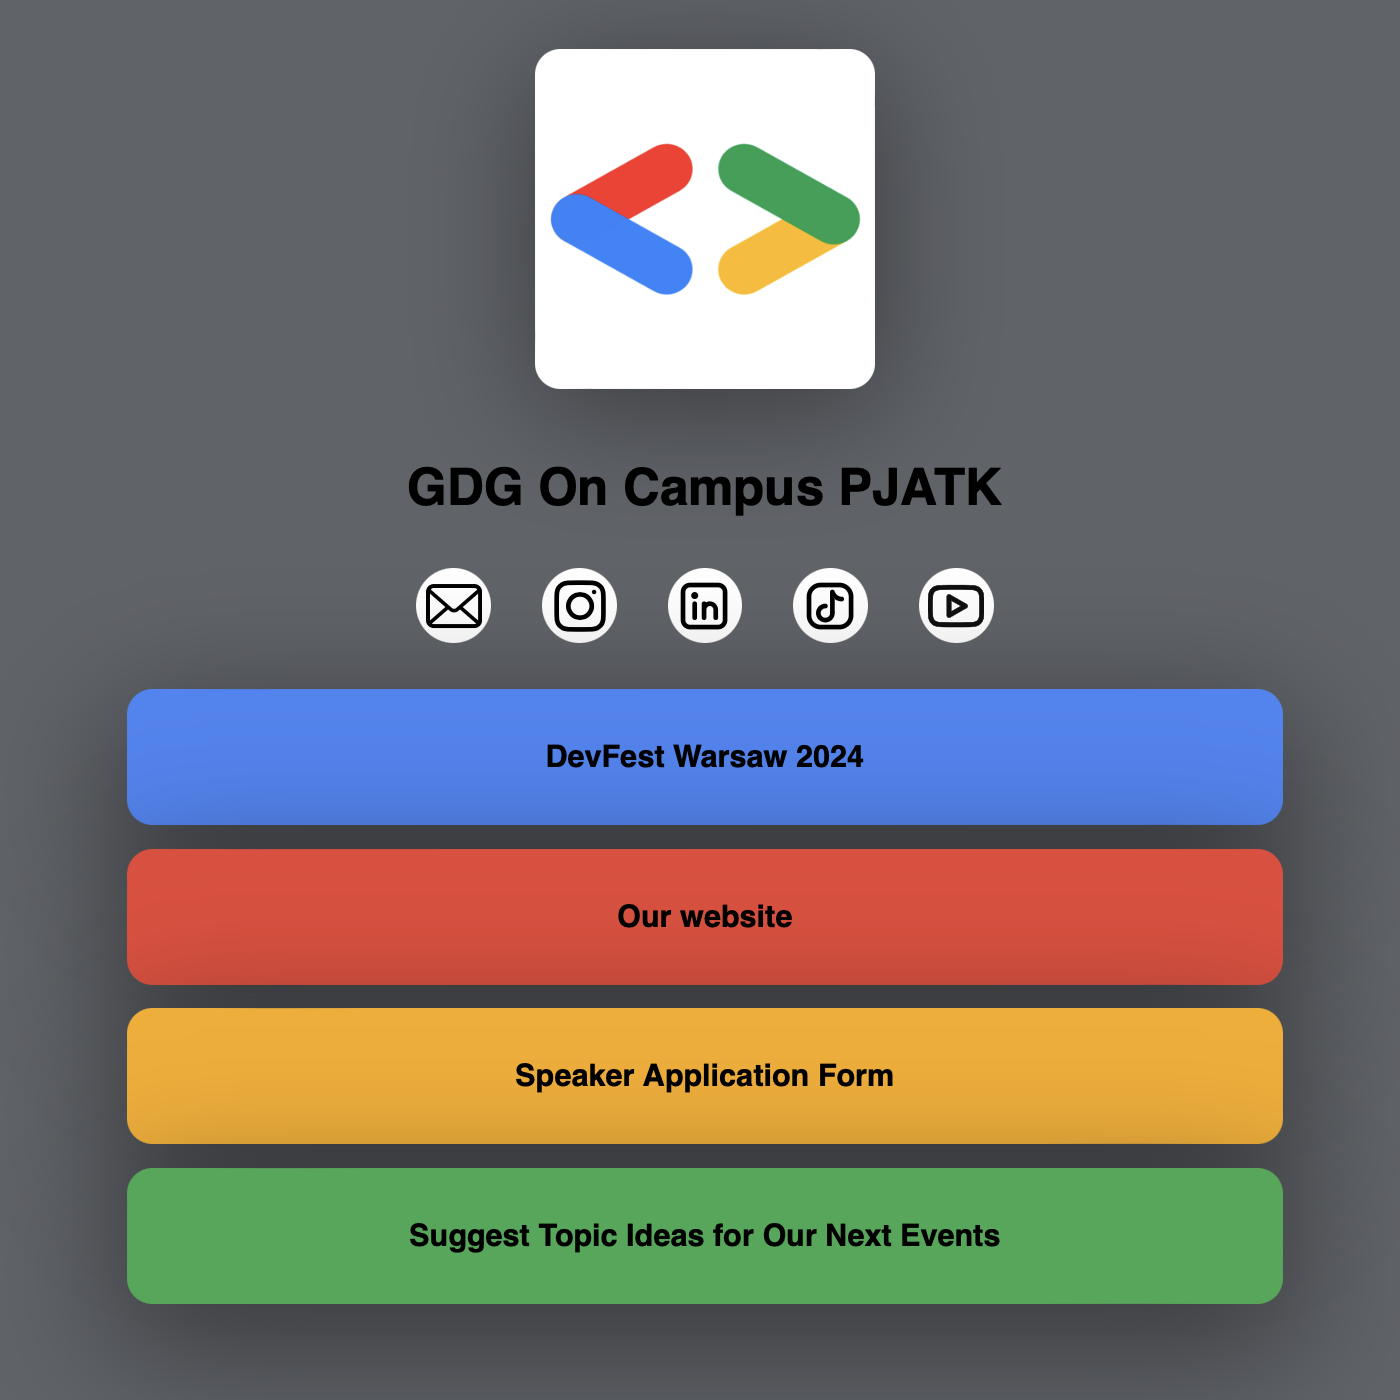 GDG On Campus PJATK
DevFest Warsaw 2024
Our website
Speaker Application Form
Suggest Topic Ideas for Our Next Events